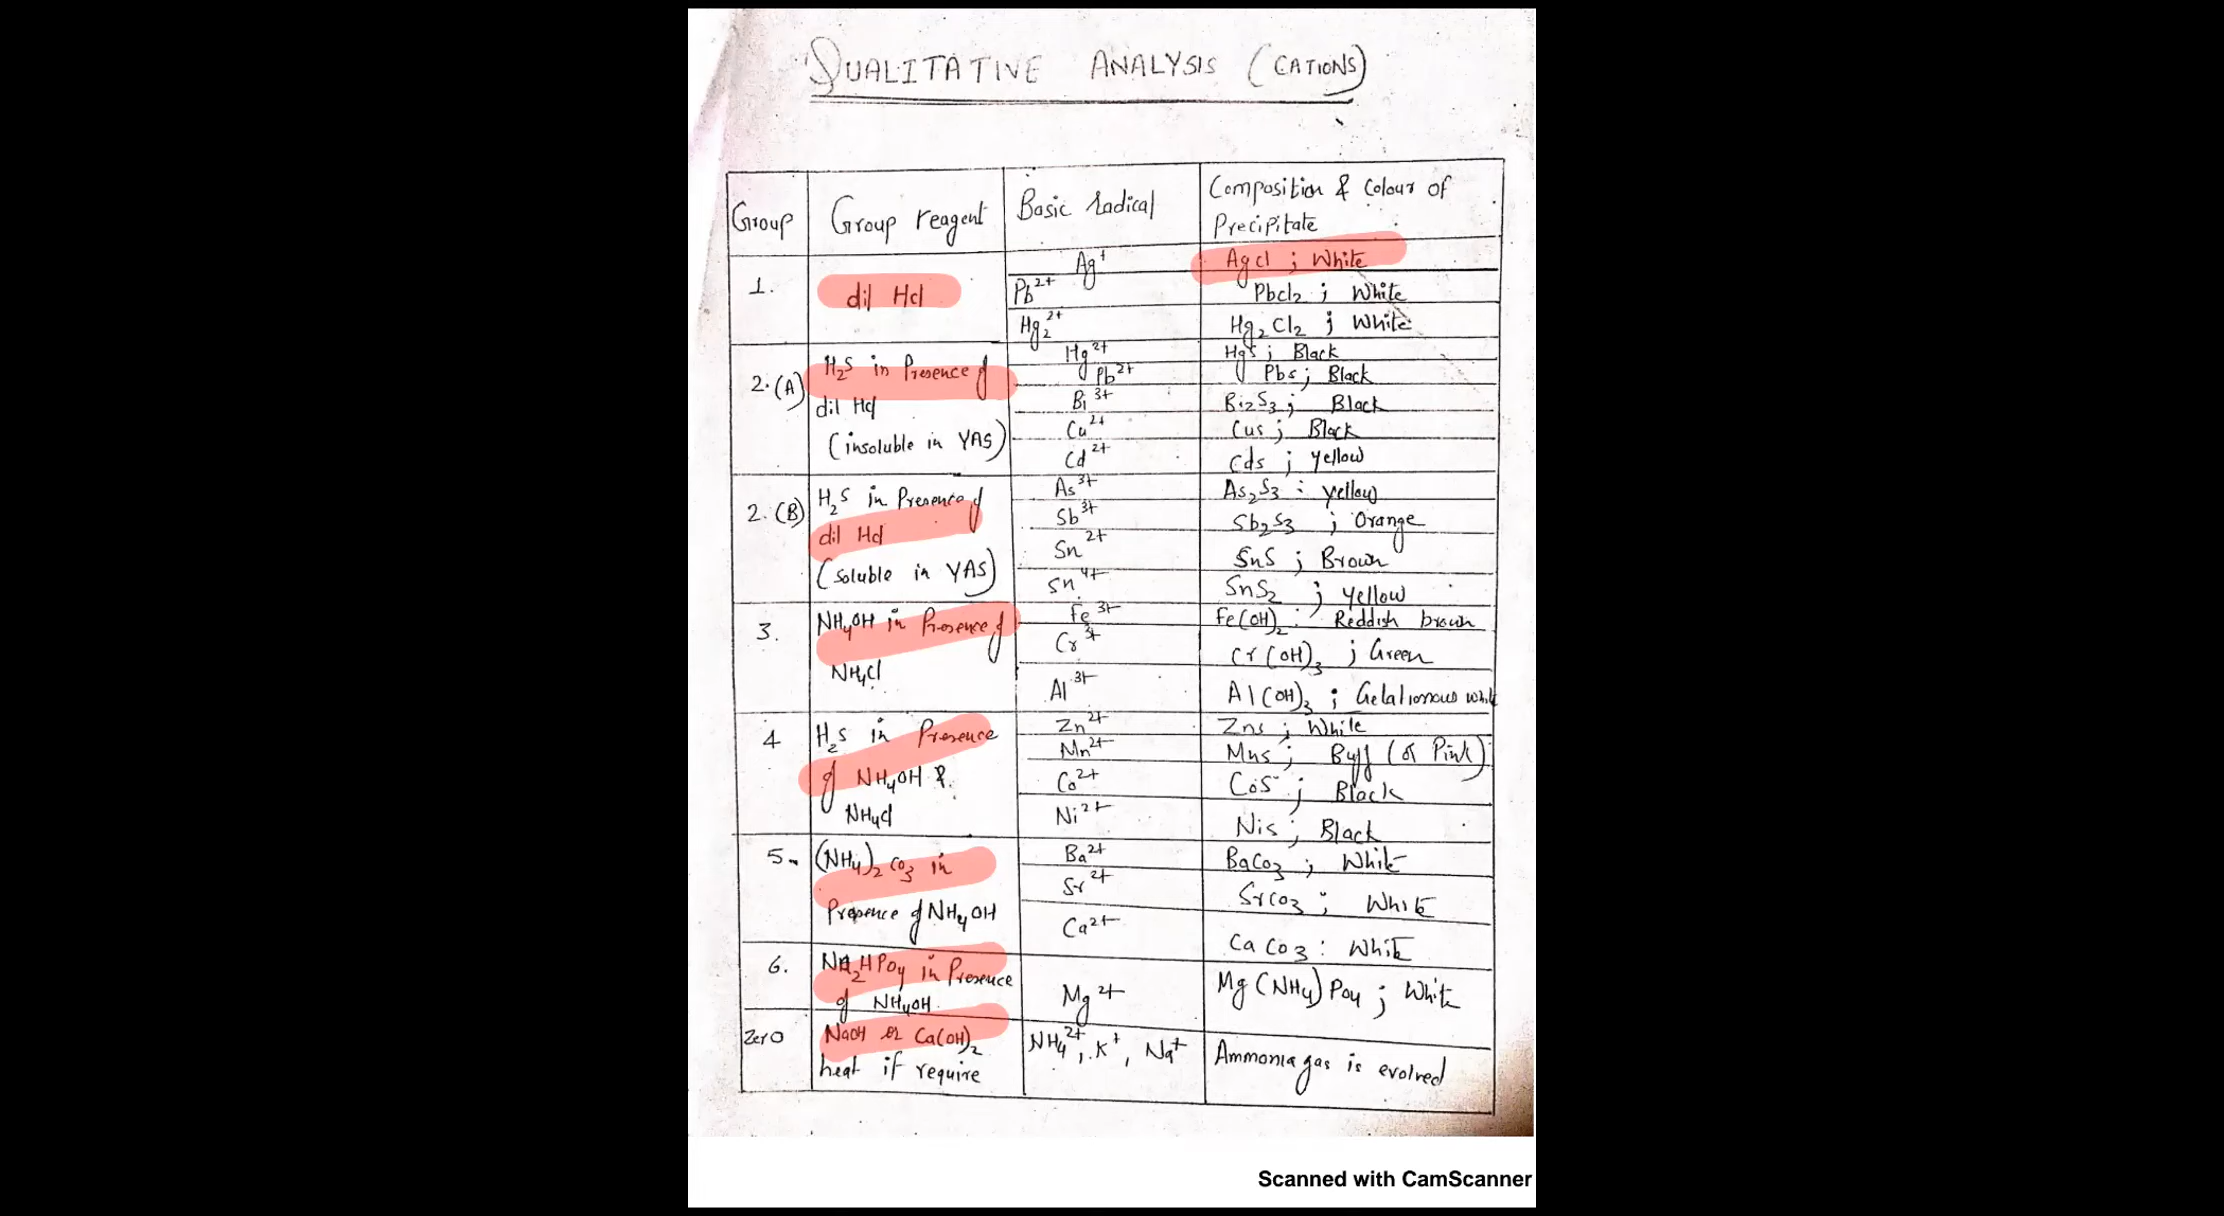 QUALITATIVE ANALYSIS (CATIONS)
Group Group reagent Basic radical Composition & Colour of Precipitate
1. dil Hcl Ag+ Agcl ; White
Pb2+ Pbcl2 ; White
Hg2 2+ Hg2Cl2 ; White
2.(A) H2S in Presence of Hg2+ Hgs ; Black
Pb2+ Pbs ; Black
dil Hcl Bi3+ Bi2S3 ; Black
(insoluble in YAS) Cu2+ Cus ; Black
Cd2+ Cds ; Yellow
2.(B) H2S in Presence of As3+ As2S3 : Yellow
dil Hcl Sb3+ Sb2S3 ; Orange
Sn2+ SnS ; Brown
(soluble in YAS) Sn4+ SnS2 ; Yellow
3. NH4OH in Presence of Fe3+ Fe(OH)2 : Reddish brown
NH4Cl Cr3+ Cr(OH)3 ; Green
Al3+ Al(OH)3 ; Gelationous white
4 H2S in Presence Zn2+ Zns ; White
of NH4OH & Mn2+ Mns ; Buff (or Pink)
Co2+ CoS ; Black
NH4cl Ni2+ Nis ; Black
5. (NH4)2CO3 in Ba2+ BaCO3 ; White
Sr2+ SrCO3 ; White
Presence of NH4OH Ca2+ CaCO3 : White
6. Na2HPO4 in Presence
of NH4OH Mg2+ Mg(NH4)PO4 ; White
Zero NaOH or Ca(OH)2 NH4 2+, K+, Na+ Ammonia gas is evolved
heat if require
Scanned with CamScanner